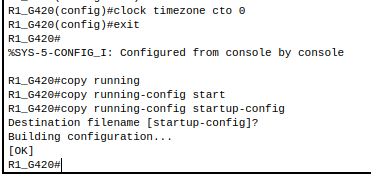 R1_G420(config)#clock timezone cto 0
R1_G420(config)#exit
R1_G420#
%SYS-5-CONFIG_I: Configured from console by console

R1_G420#copy running
R1_G420#copy running-config start
R1_G420#copy running-config startup-config
Destination filename [startup-config]?
Building configuration...
[OK]
R1_G420#